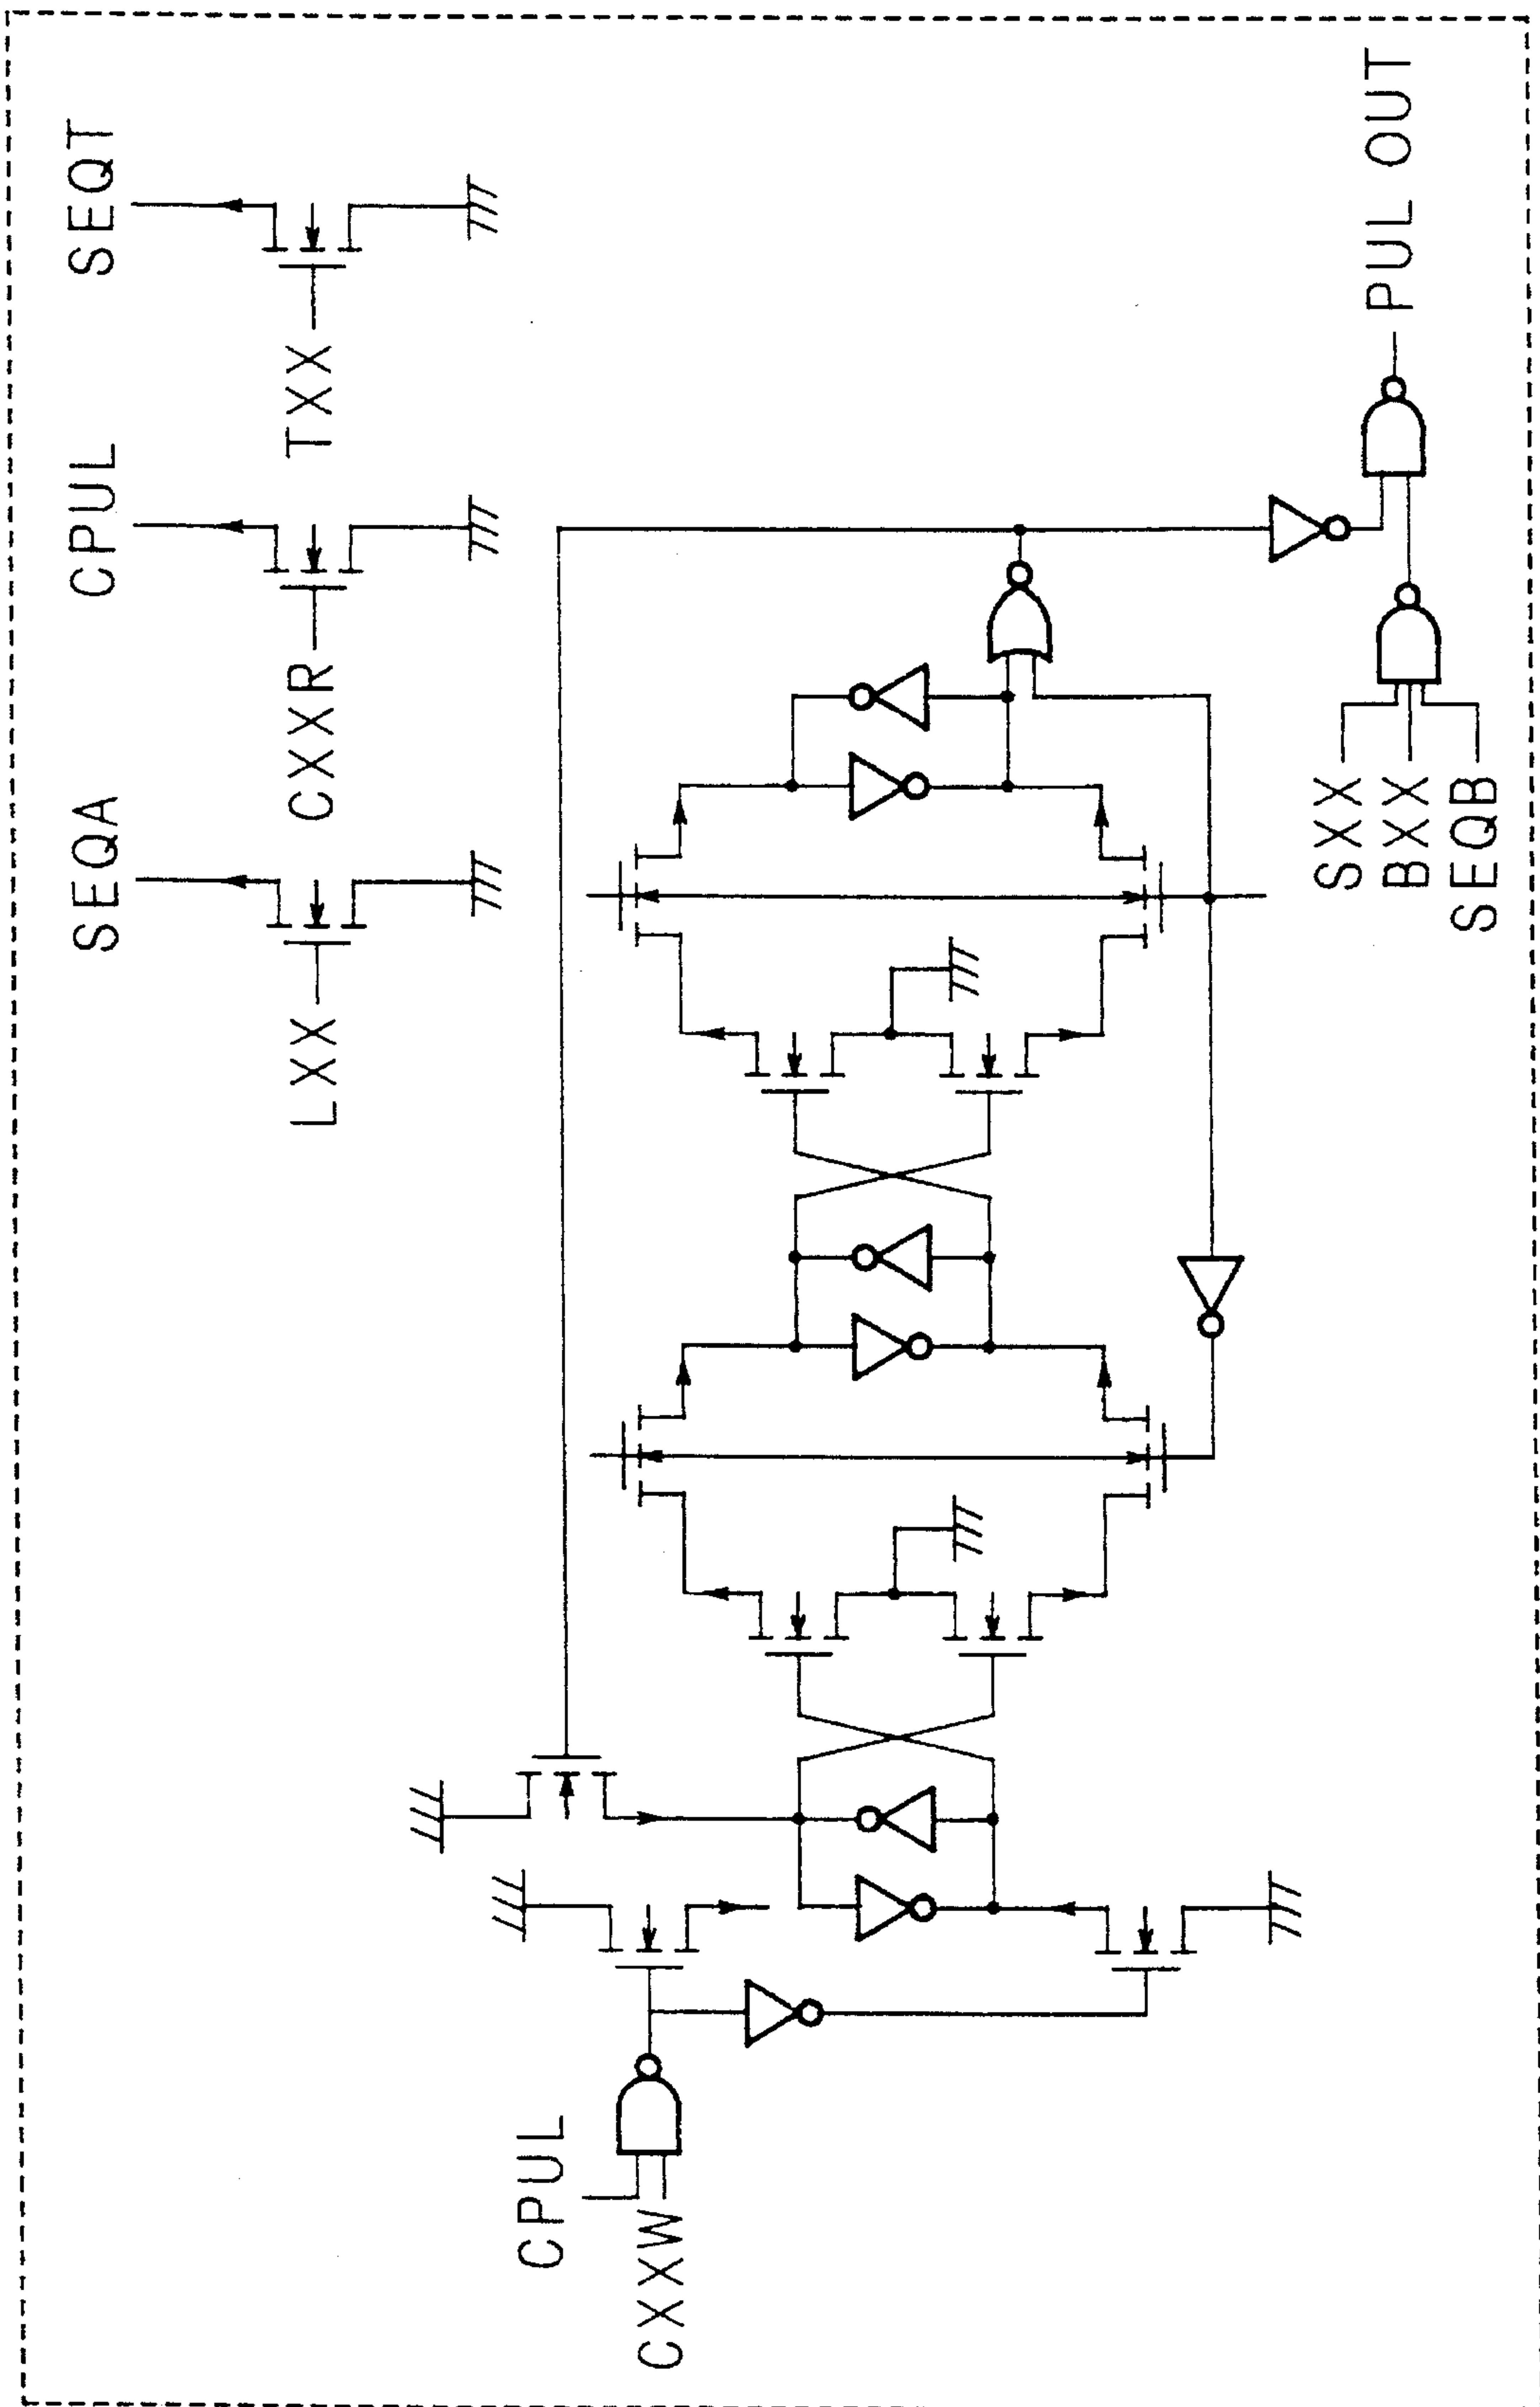 SEQA
CPUL
SEQT
LXX
CXXR
TXX
CPUL
CXXW
SXX
BXX
SEQB
PUL OUT